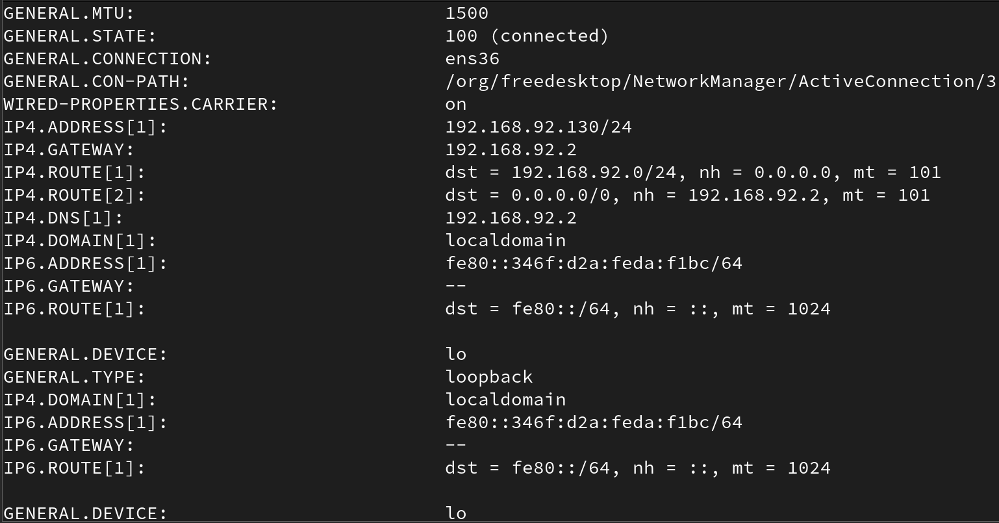 GENERAL.MTU: 1500
GENERAL.STATE: 100 (connected)
GENERAL.CONNECTION: ens36
GENERAL.CON-PATH: /org/freedesktop/NetworkManager/ActiveConnection/3
WIRED-PROPERTIES.CARRIER: on
IP4.ADDRESS[1]: 192.168.92.130/24
IP4.GATEWAY: 192.168.92.2
IP4.ROUTE[1]: dst = 192.168.92.0/24, nh = 0.0.0.0, mt = 101
IP4.ROUTE[2]: dst = 0.0.0.0/0, nh = 192.168.92.2, mt = 101
IP4.DNS[1]: 192.168.92.2
IP4.DOMAIN[1]: localdomain
IP6.ADDRESS[1]: fe80::346f:d2a:feda:f1bc/64
IP6.GATEWAY: --
IP6.ROUTE[1]: dst = fe80::/64, nh = ::, mt = 1024
GENERAL.DEVICE: lo
GENERAL.TYPE: loopback
IP4.DOMAIN[1]: localdomain
IP6.ADDRESS[1]: fe80::346f:d2a:feda:f1bc/64
IP6.GATEWAY: --
IP6.ROUTE[1]: dst = fe80::/64, nh = ::, mt = 1024
GENERAL.DEVICE: lo